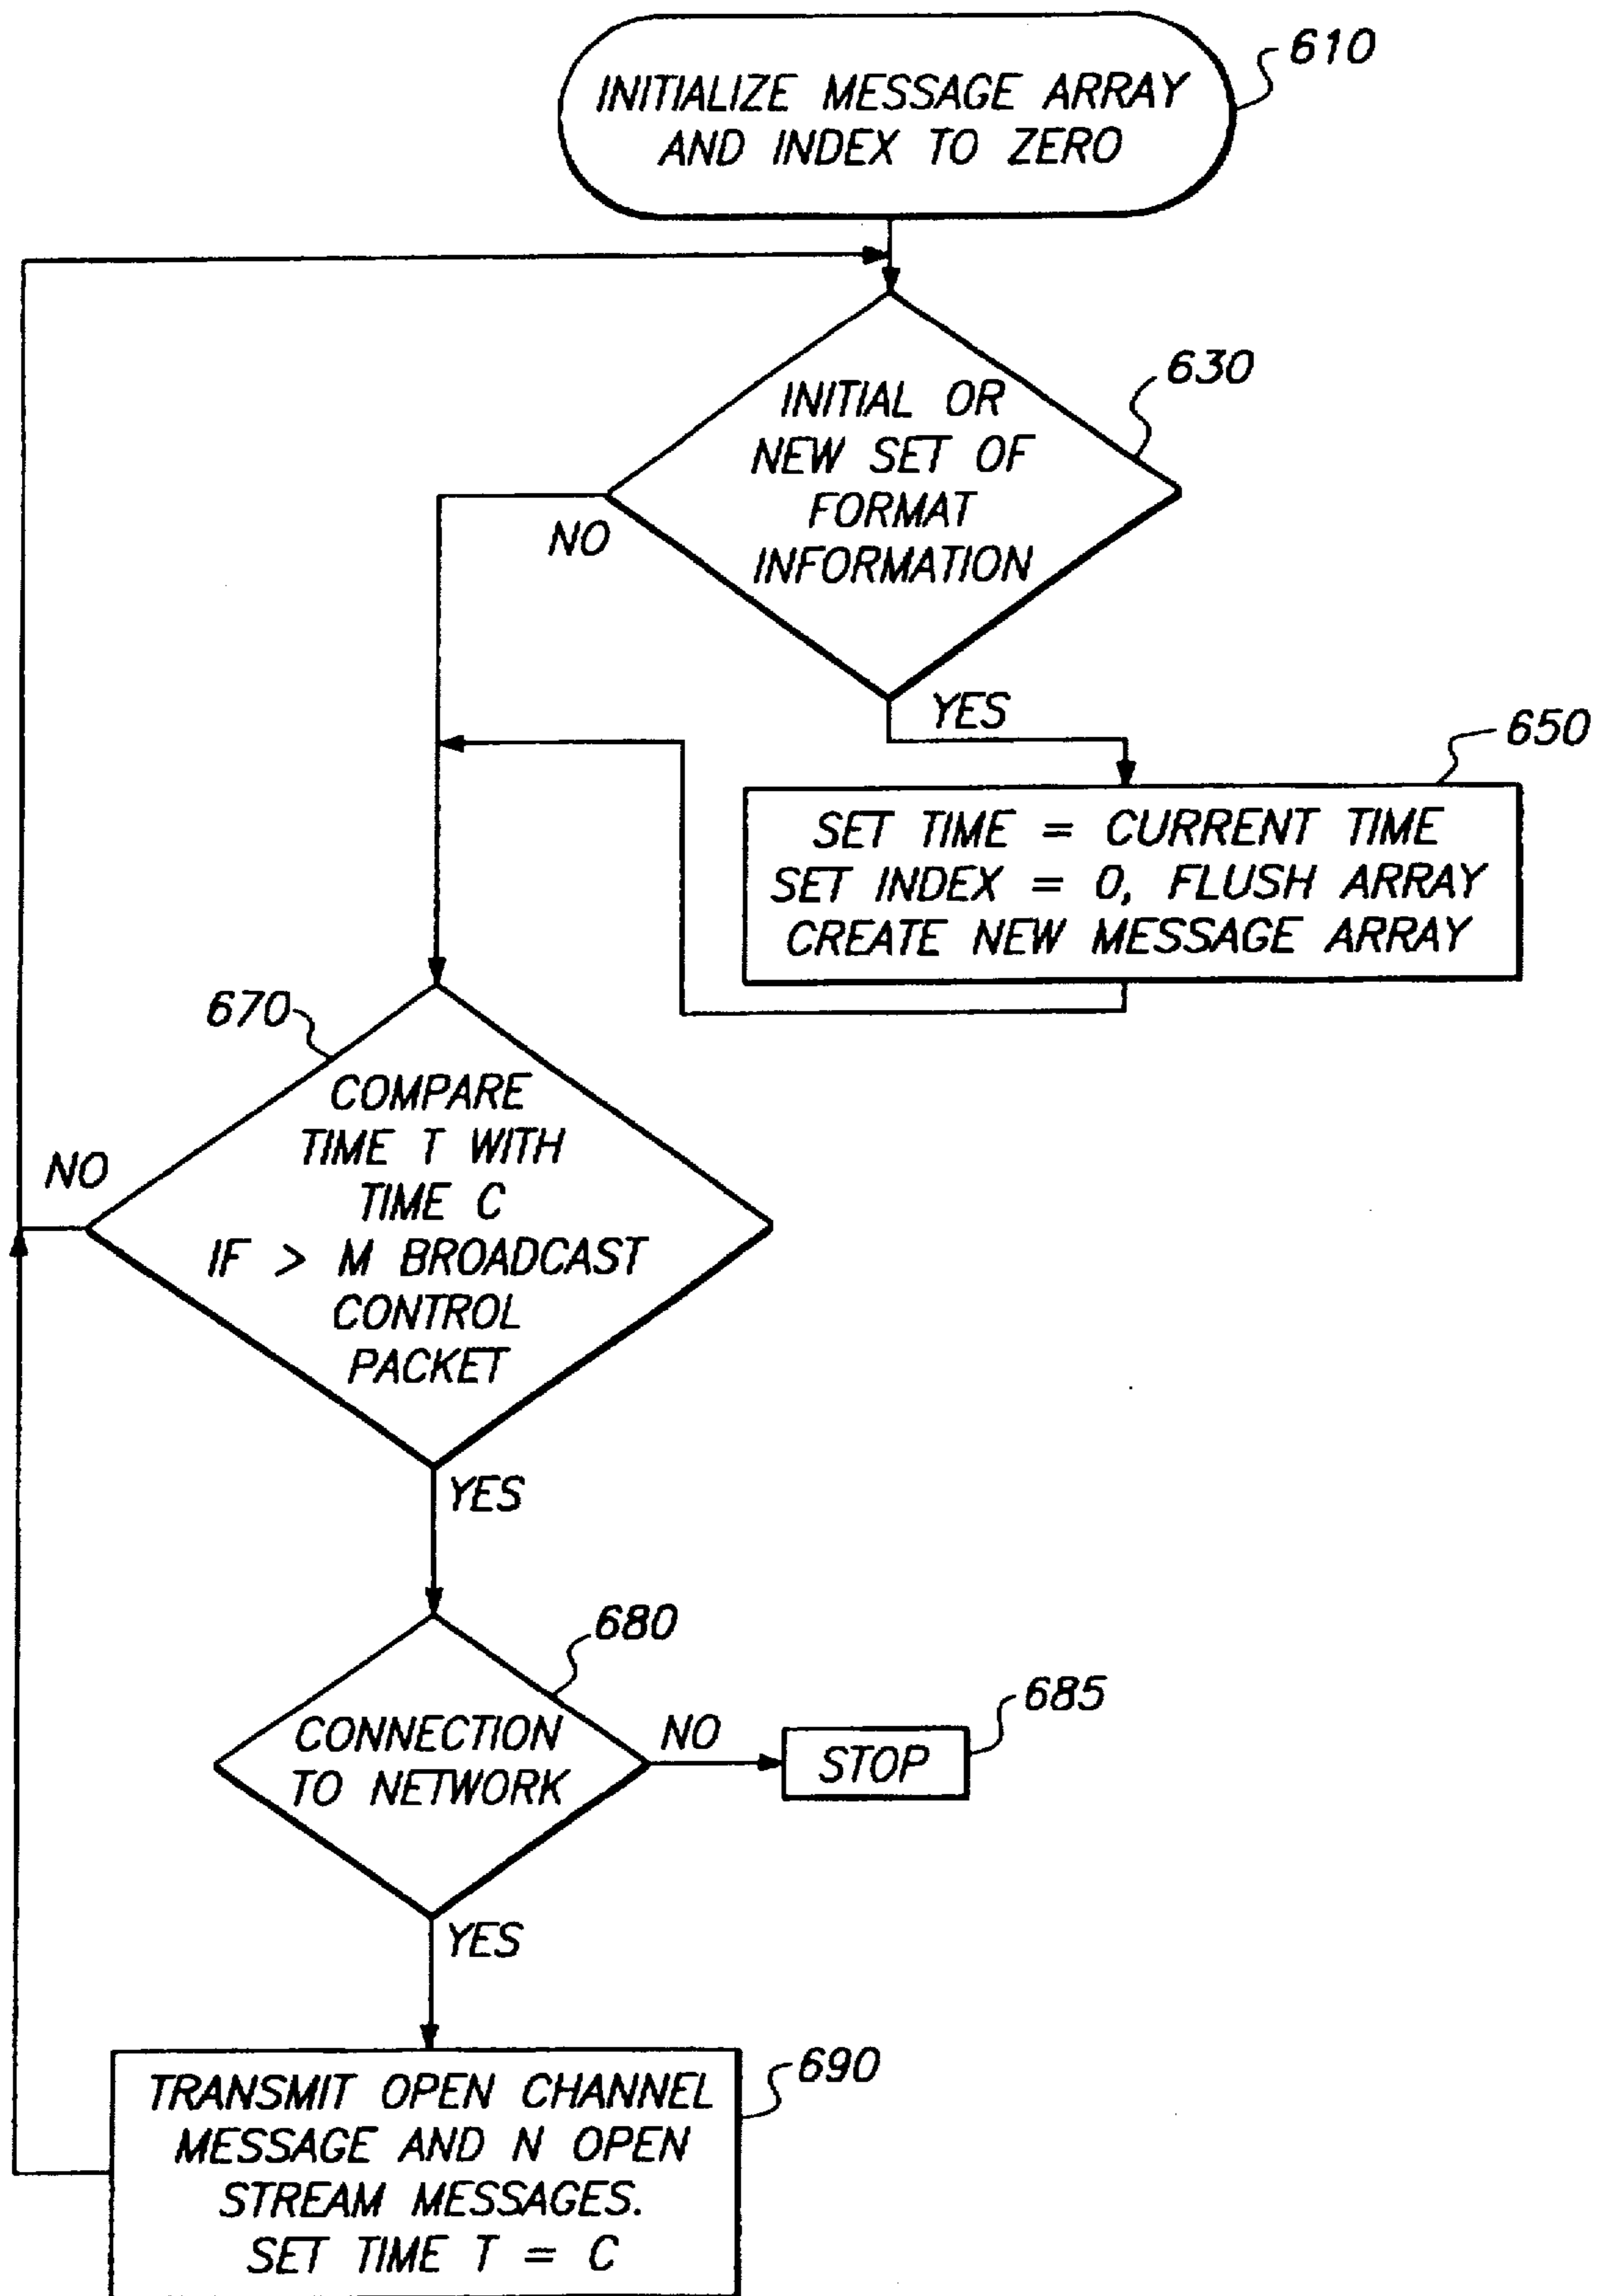 INITIALIZE MESSAGE ARRAY
AND INDEX TO ZERO
610
INITIAL OR
NEW SET OF
FORMAT
INFORMATION
630
NO
YES
650
SET TIME = CURRENT TIME
SET INDEX = 0, FLUSH ARRAY
CREATE NEW MESSAGE ARRAY
670
COMPARE
TIME T WITH
TIME C
IF > M BROADCAST
CONTROL
PACKET
NO
YES
680
CONNECTION
TO NETWORK
NO
685
STOP
YES
690
TRANSMIT OPEN CHANNEL
MESSAGE AND N OPEN
STREAM MESSAGES.
SET TIME T = C